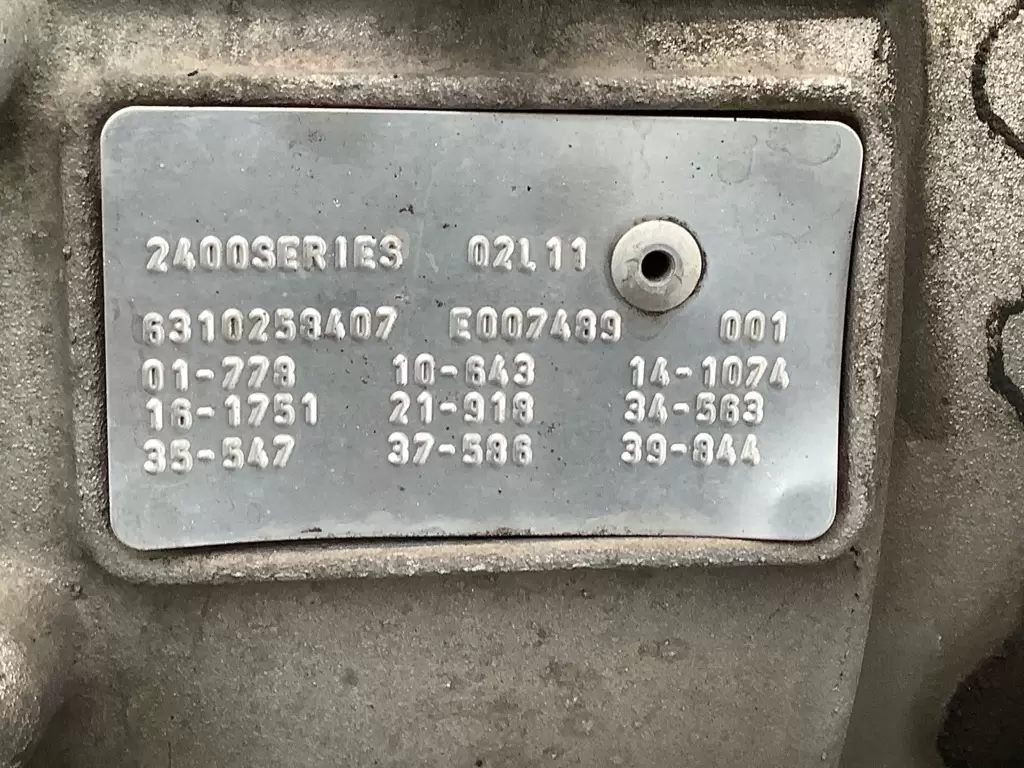 2400SERIES 02L11
6310258407 E007489 001
01-778 10-643 14-1074
16-1751 21-918 34-563
35-547 37-586 39-844